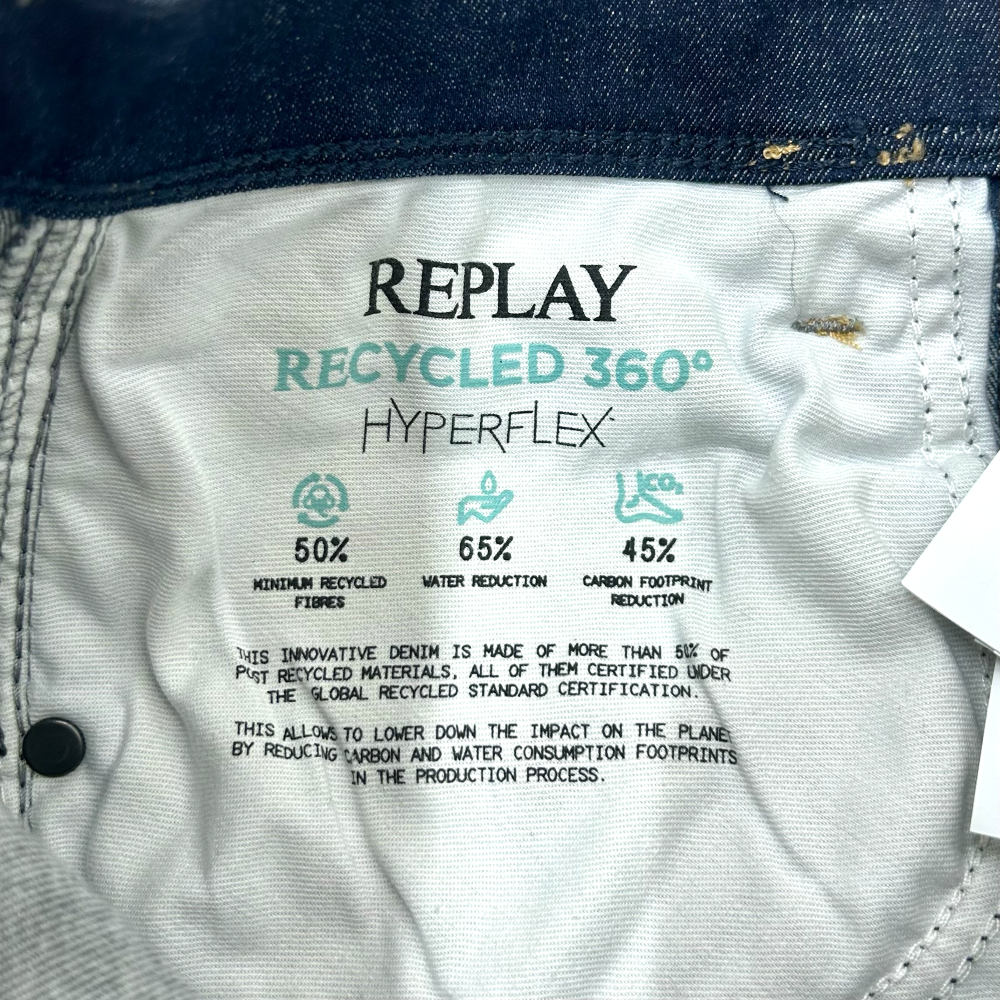 REPLAY
RECYCLED 360°
HYPERFLEX
CO₂
50% 65% 45%
MINIMUM RECYCLED FIBRES
WATER REDUCTION
CARBON FOOTPRINT REDUCTION
THIS INNOVATIVE DENIM IS MADE OF MORE THAN 50% OF
POST RECYCLED MATERIALS, ALL OF THEM CERTIFIED UNDER
THE GLOBAL RECYCLED STANDARD CERTIFICATION.
THIS ALLOWS TO LOWER DOWN THE IMPACT ON THE PLANET
BY REDUCING CARBON AND WATER CONSUMPTION FOOTPRINTS
IN THE PRODUCTION PROCESS.